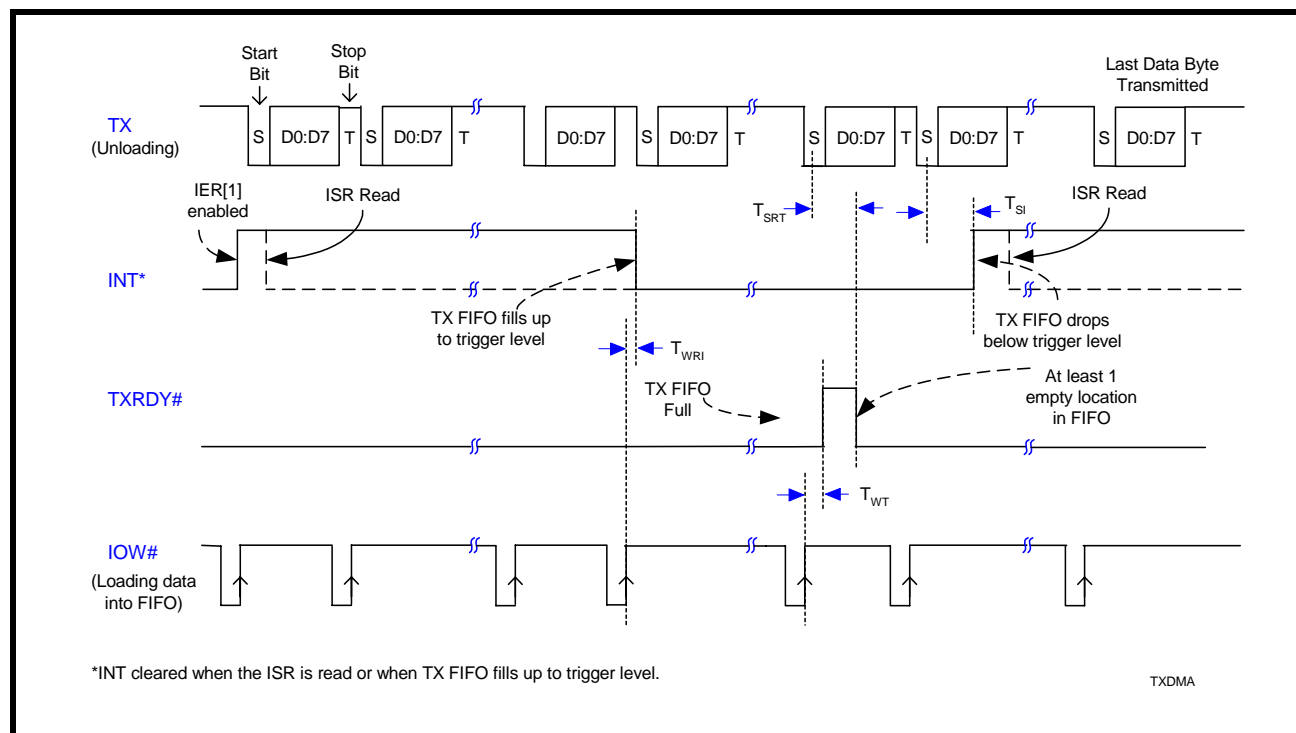 Start
Bit
Stop
Bit
Last Data Byte
Transmitted
TX
(Unloading)
S D0:D7 T S D0:D7 T D0:D7 S D0:D7 T S D0:D7 T S D0:D7 T D0:D7 T
IER[1]
enabled
ISR Read
TSRT
TSI
ISR Read
INT*
TX FIFO fills up
to trigger level
TX FIFO drops
below trigger level
TWRI
TXRDY#
TX FIFO
Full
At least 1
empty location
in FIFO
TWT
IOW#
(Loading data
into FIFO)
*INT cleared when the ISR is read or when TX FIFO fills up to trigger level.
TXDMA